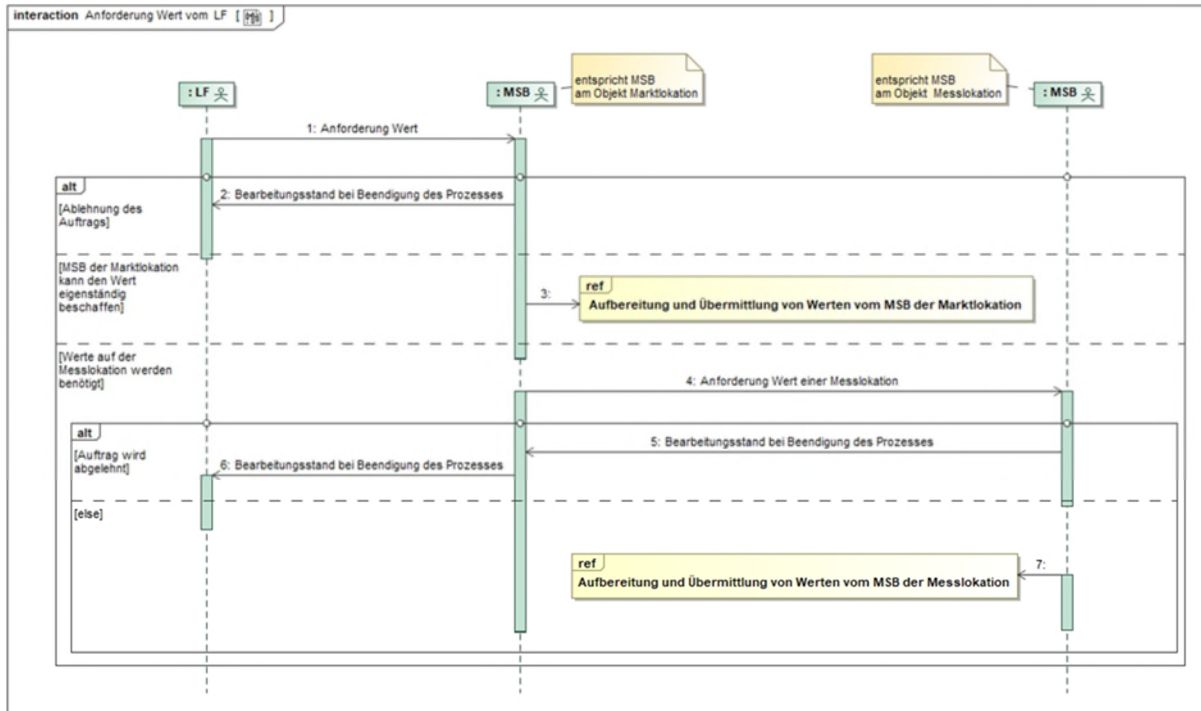 interaction Anforderung Wert vom LF [ ]
entspricht MSB
am Objekt Marktlokation
entspricht MSB
am Objekt Messlokation
: LF
: MSB
: MSB
1: Anforderung Wert
alt
2: Bearbeitungsstand bei Beendigung des Prozesses
[Ablehnung des
Auftrags]
[MSB der Marktlokation
kann den Wert
eigenständig
beschaffen]
3:
ref
Aufbereitung und Übermittlung von Werten vom MSB der Marktlokation
[Werte auf der
Messlokation werden
benötigt]
4: Anforderung Wert einer Messlokation
alt
5: Bearbeitungsstand bei Beendigung des Prozesses
[Auftrag wird
abgelehnt]
6: Bearbeitungsstand bei Beendigung des Prozesses
[else]
ref
7:
Aufbereitung und Übermittlung von Werten vom MSB der Messlokation